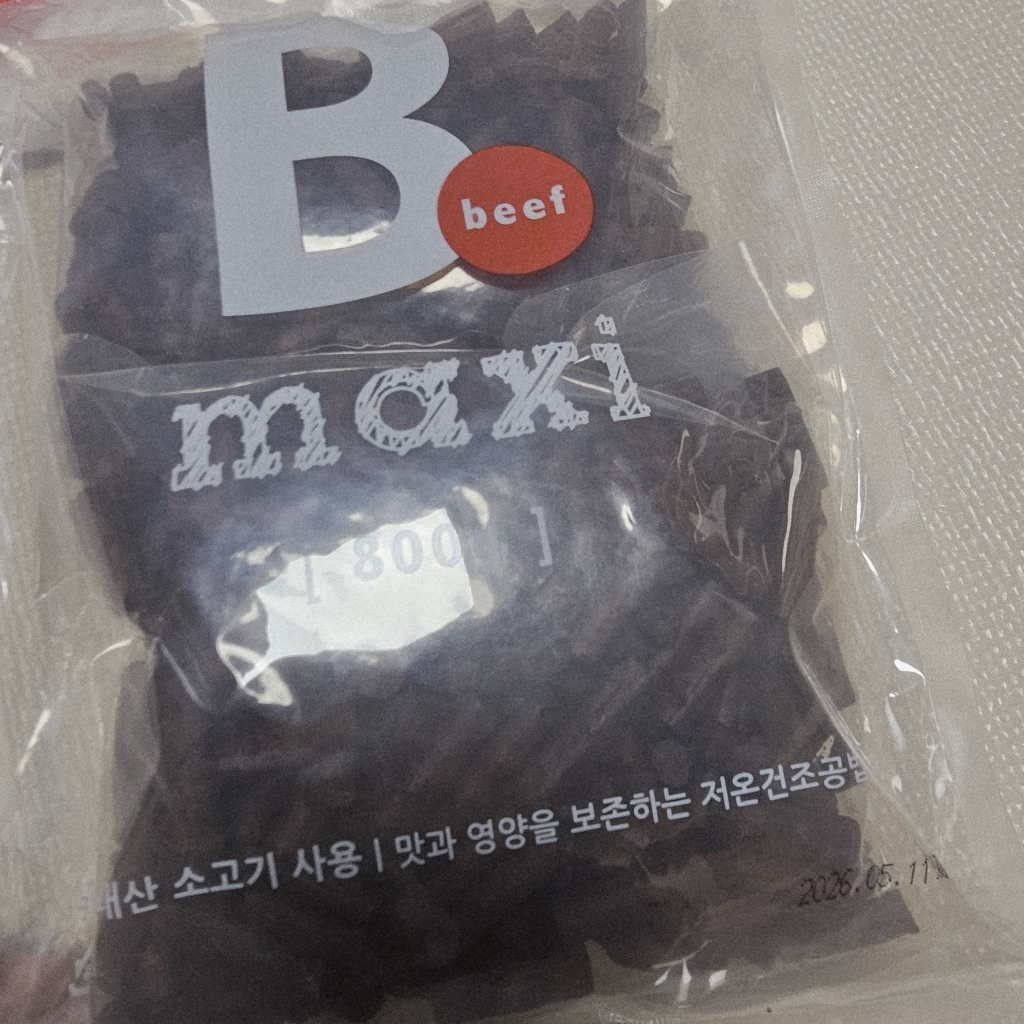 B
beef
maxi
[ 800 ]
소고기 사용 | 맛과 영양을 보존하는 저온건조공법
2026.05.11